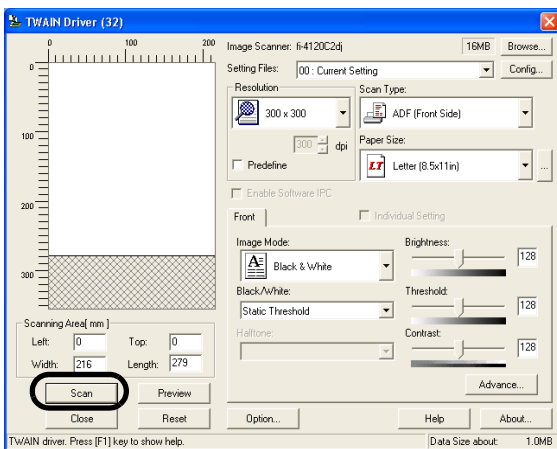 TWAIN Driver (32)
0 100 200
0
100
200
300
Image Scanner: fi-4120C2dj 16MB Browse...
Setting Files: 00 : Current Setting Config...
Resolution
300 x 300
300 dpi
Predefine
Scan Type:
ADF (Front Side)
Paper Size:
LT Letter (8.5x11in) ...
Enable Software IPC
Front Individual Setting
Image Mode:
A Black & White
Black/White:
Static Threshold
Halftone:
Brightness:
128
Threshold:
128
Contrast:
128
Advance...
Scanning Area[ mm ]
Left: 0 Top: 0
Width: 216 Length: 279
Scan Preview
Close Reset Option... Help About...
TWAIN driver. Press [F1] key to show help. Data Size about: 1.0MB